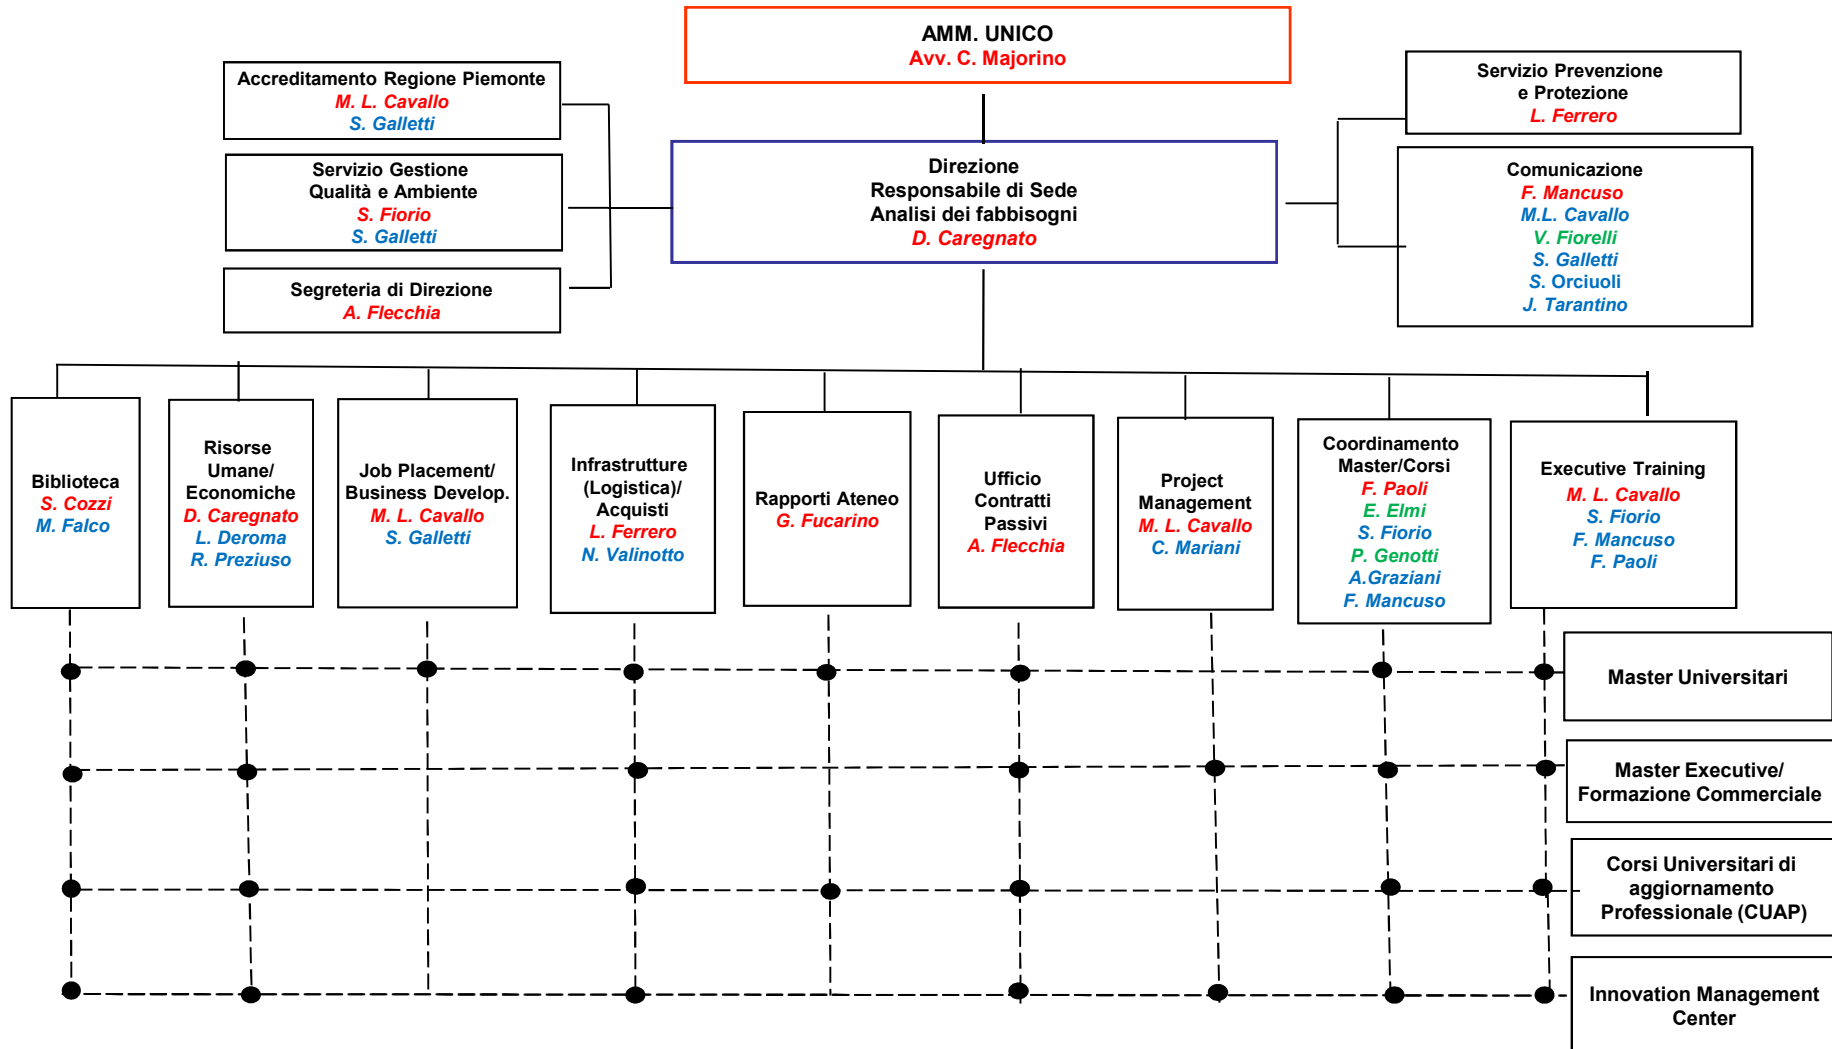 AMM. UNICO
Avv. C. Majorino
Accreditamento Regione Piemonte
M. L. Cavallo
S. Galletti
Servizio Gestione
Qualità e Ambiente
S. Fiorio
S. Galletti
Segreteria di Direzione
A. Flecchia
Direzione
Responsabile di Sede
Analisi dei fabbisogni
D. Caregnato
Servizio Prevenzione
e Protezione
L. Ferrero
Comunicazione
F. Mancuso
M.L. Cavallo
V. Fiorelli
S. Galletti
S. Orciuoli
J. Tarantino
Biblioteca
S. Cozzi
M. Falco
Risorse
Umane/
Economiche
D. Caregnato
L. Deroma
R. Preziuso
Job Placement/
Business Develop.
M. L. Cavallo
S. Galletti
Infrastrutture
(Logistica)/
Acquisti
L. Ferrero
N. Valinotto
Rapporti Ateneo
G. Fucarino
Ufficio
Contratti
Passivi
A. Flecchia
Project
Management
M. L. Cavallo
C. Mariani
Coordinamento
Master/Corsi
F. Paoli
E. Elmi
S. Fiorio
P. Genotti
A.Graziani
F. Mancuso
Executive Training
M. L. Cavallo
S. Fiorio
F. Mancuso
F. Paoli
Master Universitari
Master Executive/
Formazione Commerciale
Corsi Universitari di
aggiornamento
Professionale (CUAP)
Innovation Management
Center